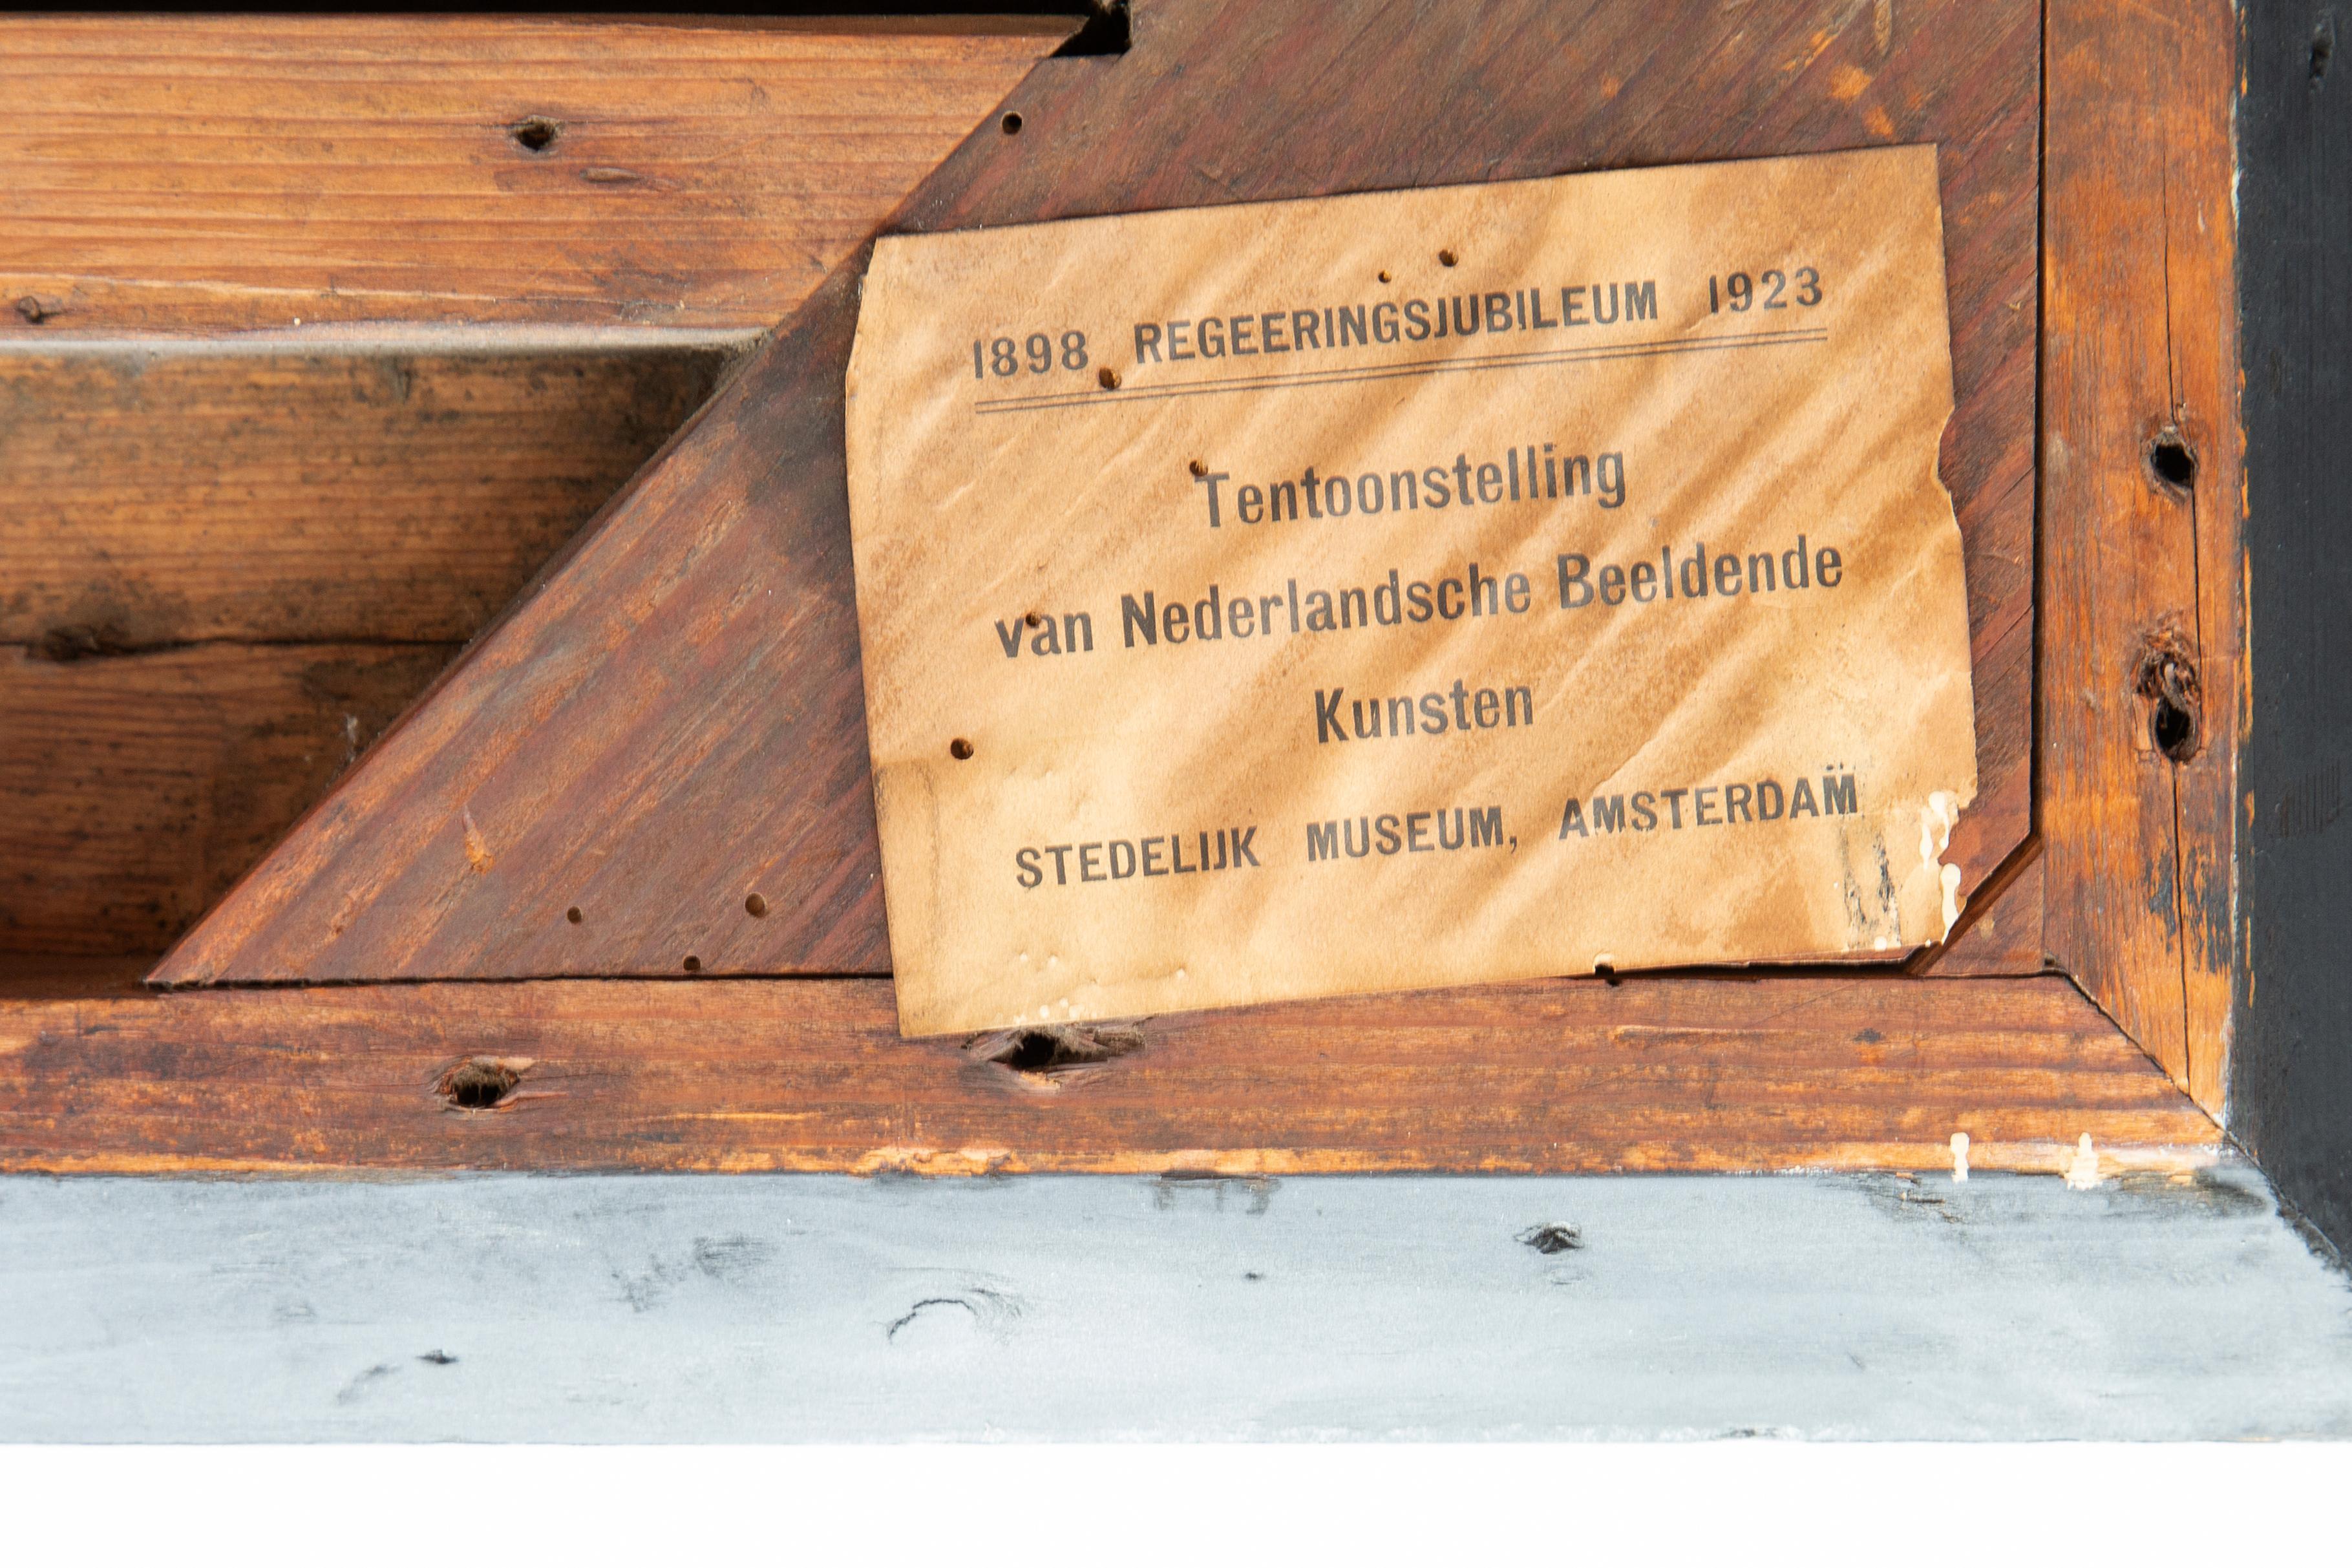 1898 REGEERINGSJUBILEUM 1923
Tentoonstelling
van Nederlandsche Beeldende
Kunsten
STEDELIJK MUSEUM, AMSTERDAM